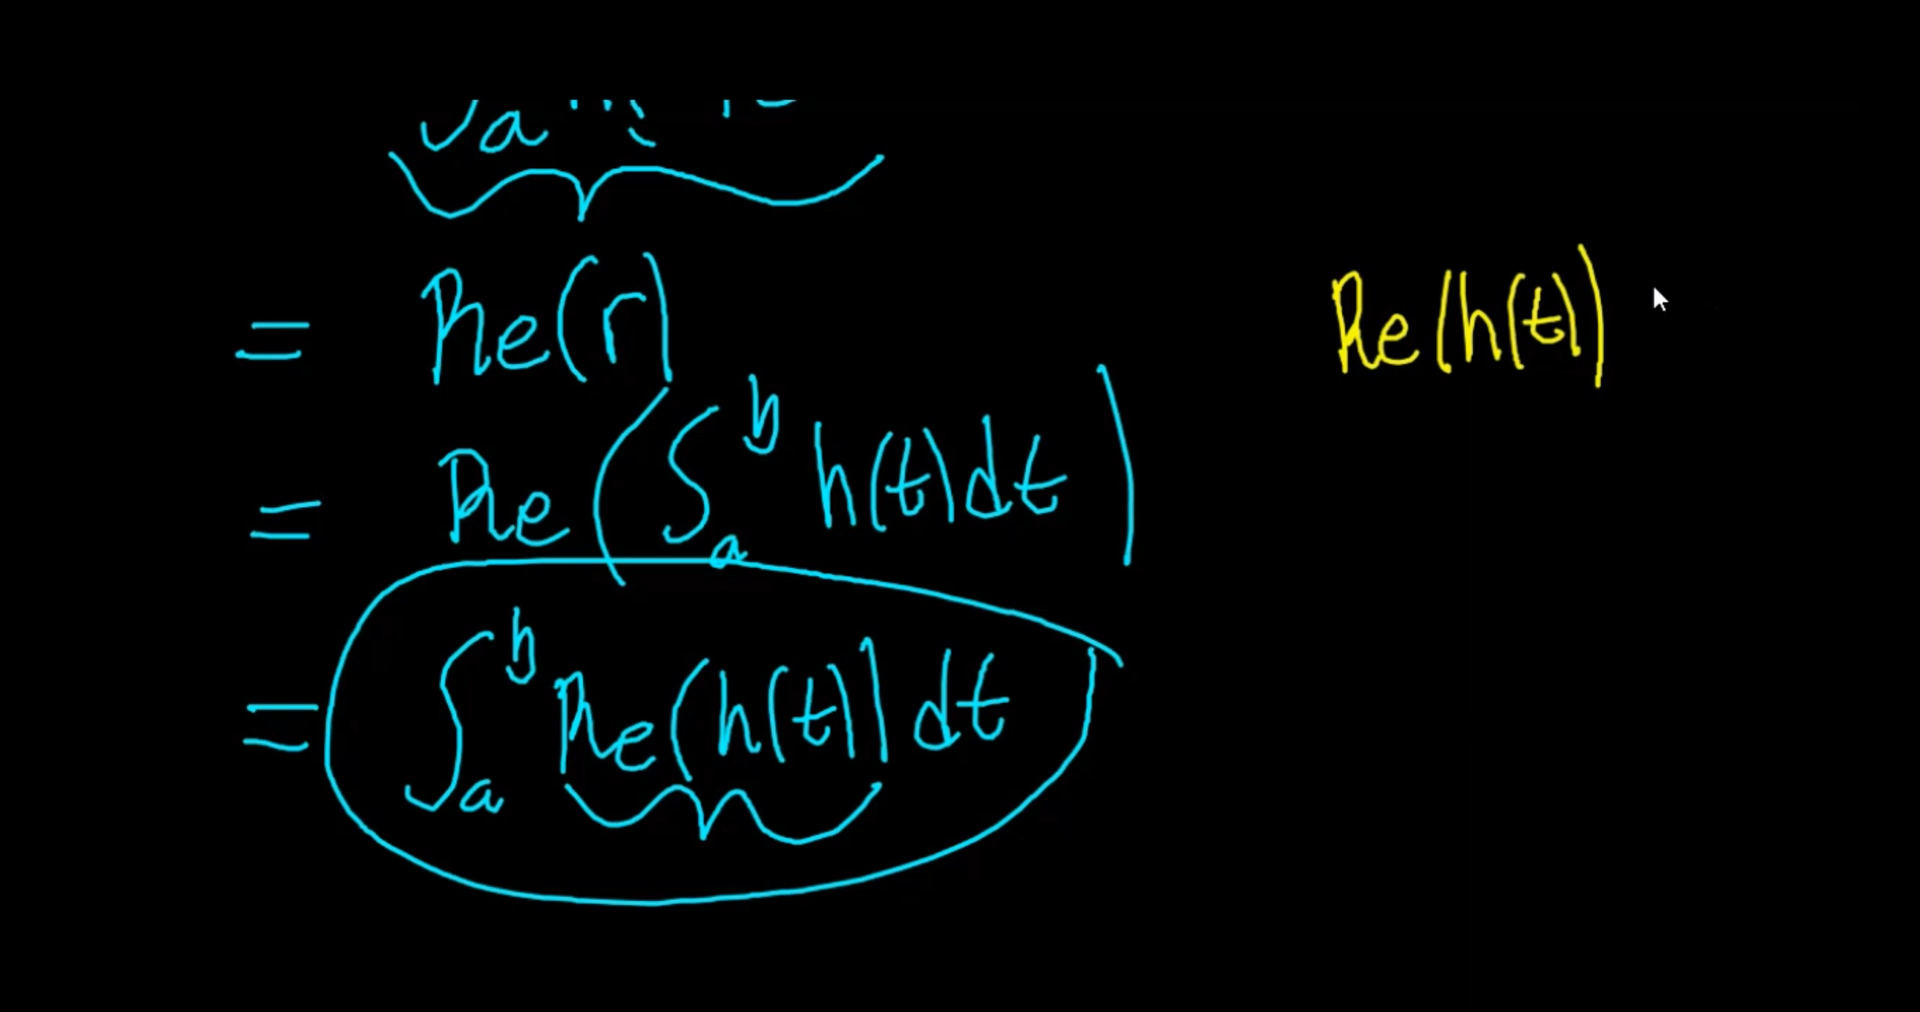 = Re(r)
Re(h(t))
= Re(∫_a^b h(t)dt)
= ∫_a^b Re(h(t))dt